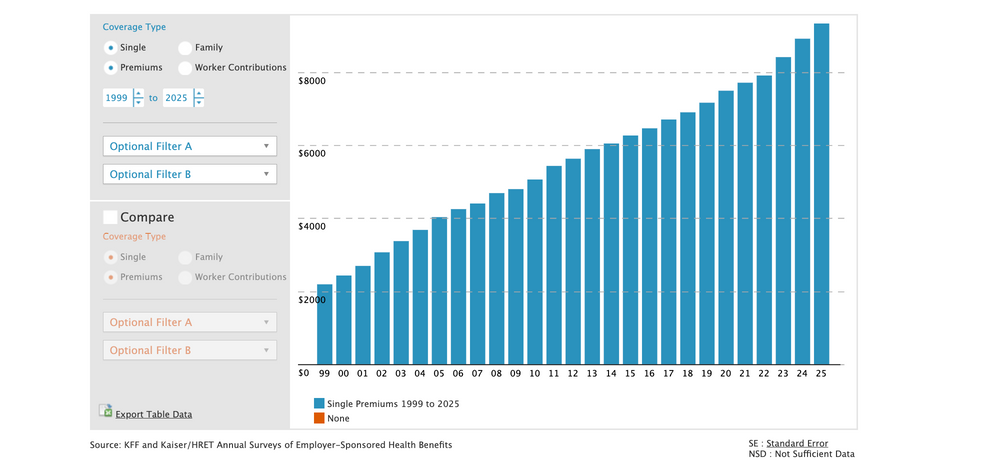 Coverage Type
Single Family
Premiums Worker Contributions
1999 to 2025
Optional Filter A
Optional Filter B
Compare
Coverage Type
Single Family
Premiums Worker Contributions
Optional Filter A
Optional Filter B
Export Table Data
$8000
$6000
$4000
$2000
$0 99 00 01 02 03 04 05 06 07 08 09 10 11 12 13 14 15 16 17 18 19 20 21 22 23 24 25
Single Premiums 1999 to 2025
None
Source: KFF and Kaiser/HRET Annual Surveys of Employer-Sponsored Health Benefits
SE : Standard Error
NSD : Not Sufficient Data